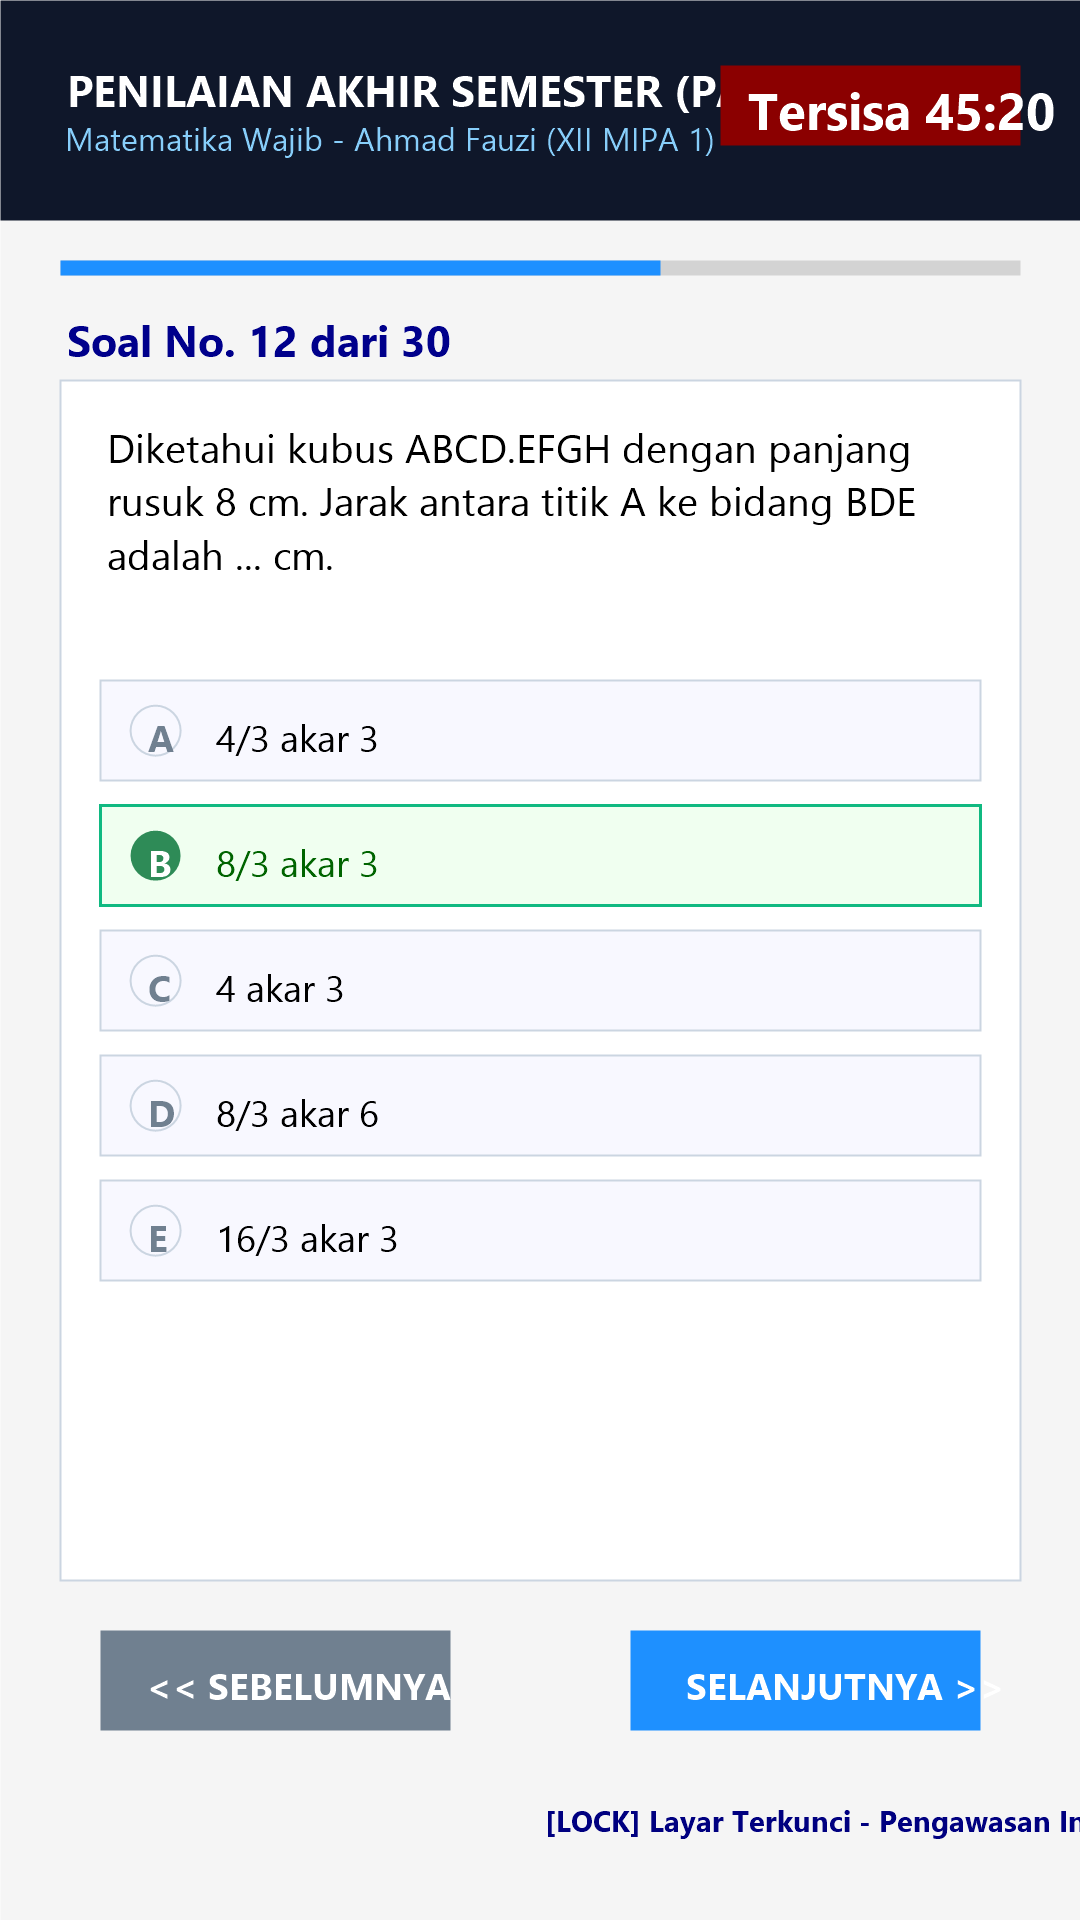 PENILAIAN AKHIR SEMESTER (PA
Tersisa 45:20
Matematika Wajib - Ahmad Fauzi (XII MIPA 1)
Soal No. 12 dari 30
Diketahui kubus ABCD.EFGH dengan panjang
rusuk 8 cm. Jarak antara titik A ke bidang BDE
adalah ... cm.
A 4/3 akar 3
B 8/3 akar 3
C 4 akar 3
D 8/3 akar 6
E 16/3 akar 3
<< SEBELUMNYA
SELANJUTNYA >>
[LOCK] Layar Terkunci - Pengawasan